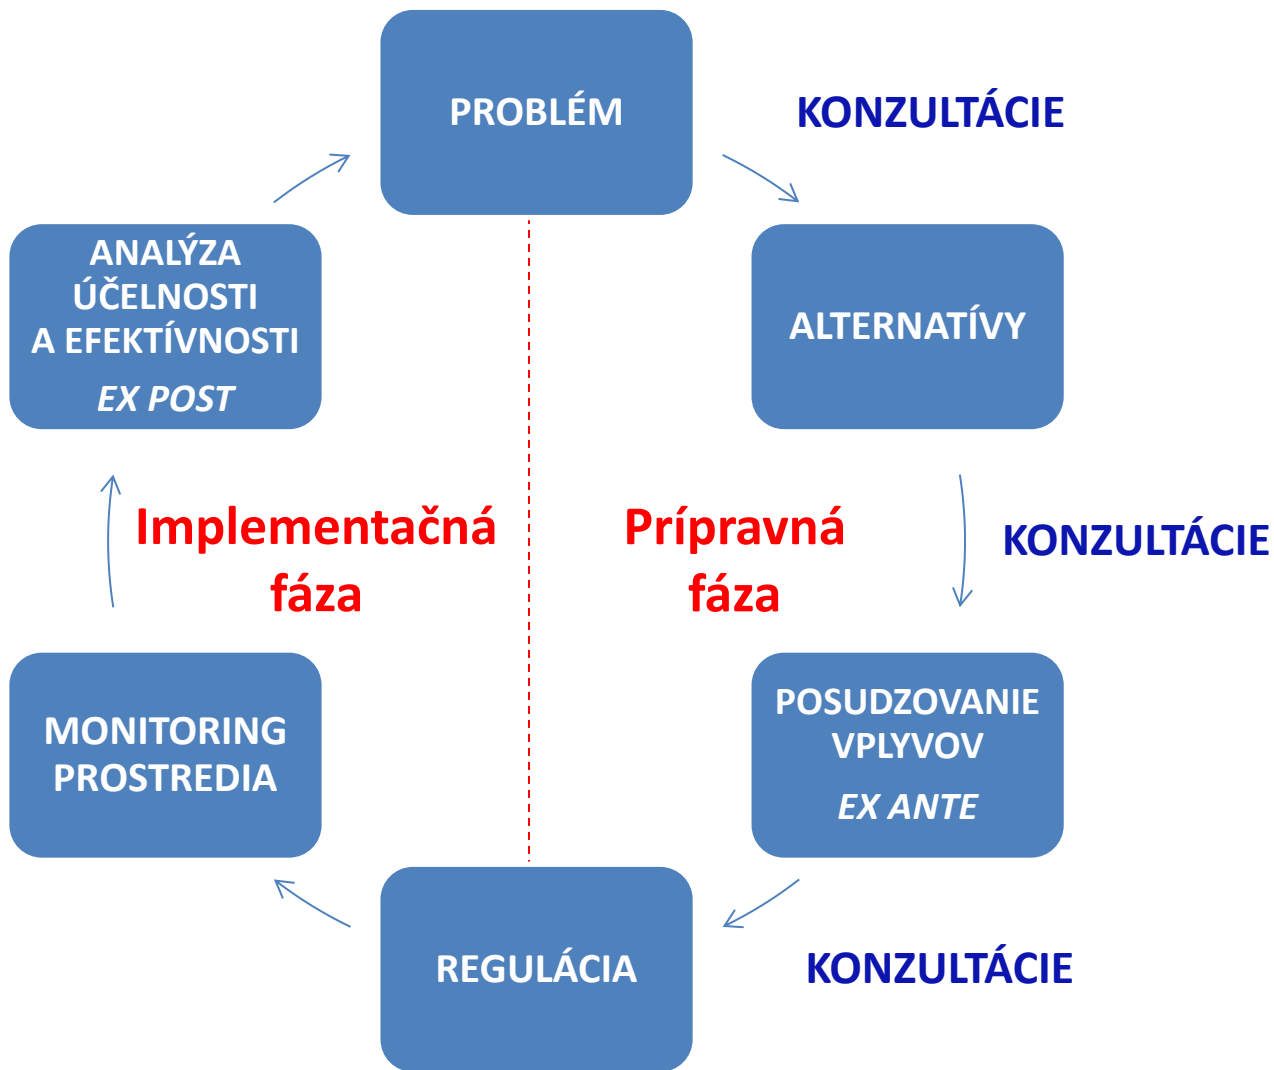 PROBLÉM
KONZULTÁCIE
ANALÝZA
ÚČELNOSTI
A EFEKTÍVNOSTI
EX POST
ALTERNATÍVY
Implementačná
fáza
Prípravná
fáza
KONZULTÁCIE
MONITORING
PROSTREDIA
POSUDZOVANIE
VPLYVOV
EX ANTE
REGULÁCIA
KONZULTÁCIE